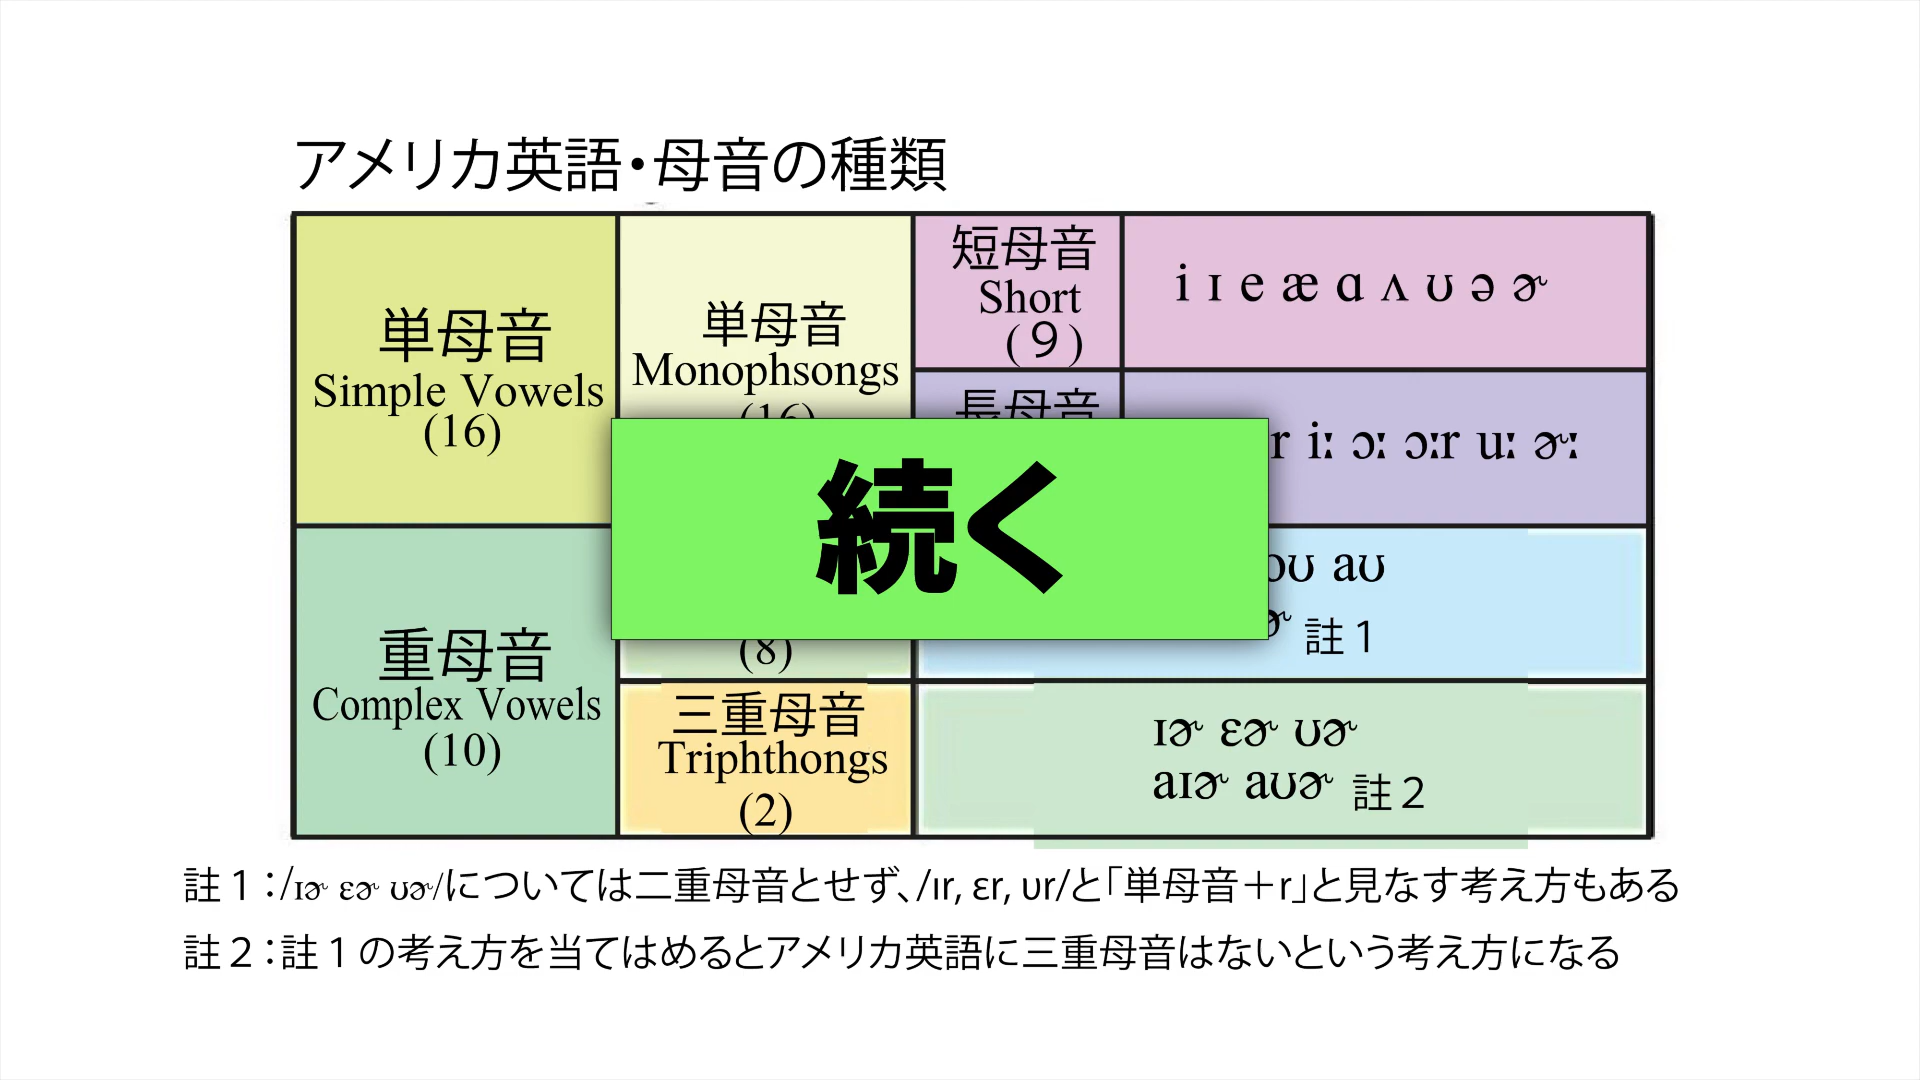 アメリカ英語・母音の種類
単母音
Simple Vowels
(16)
単母音
Monophsongs
(16)
短母音
Short
(９)
i ɪ e æ ɑ ʌ ʊ ə ɚ
長母音
r iː ɔː ɔːr uː ɚː
続く
重母音
Complex Vowels
(10)
(8)
aʊ
註１
三重母音
Triphthongs
(2)
ɪɚ ɛɚ ʊɚ
aɪɚ aʊɚ 註２
註１：/ɪɚ ɛɚ ʊɚ/については二重母音とせず、/ır, ɛr, ʊr/と「単母音＋r」と見なす考え方もある
註２：註１の考え方を当てはめるとアメリカ英語に三重母音はないという考え方になる